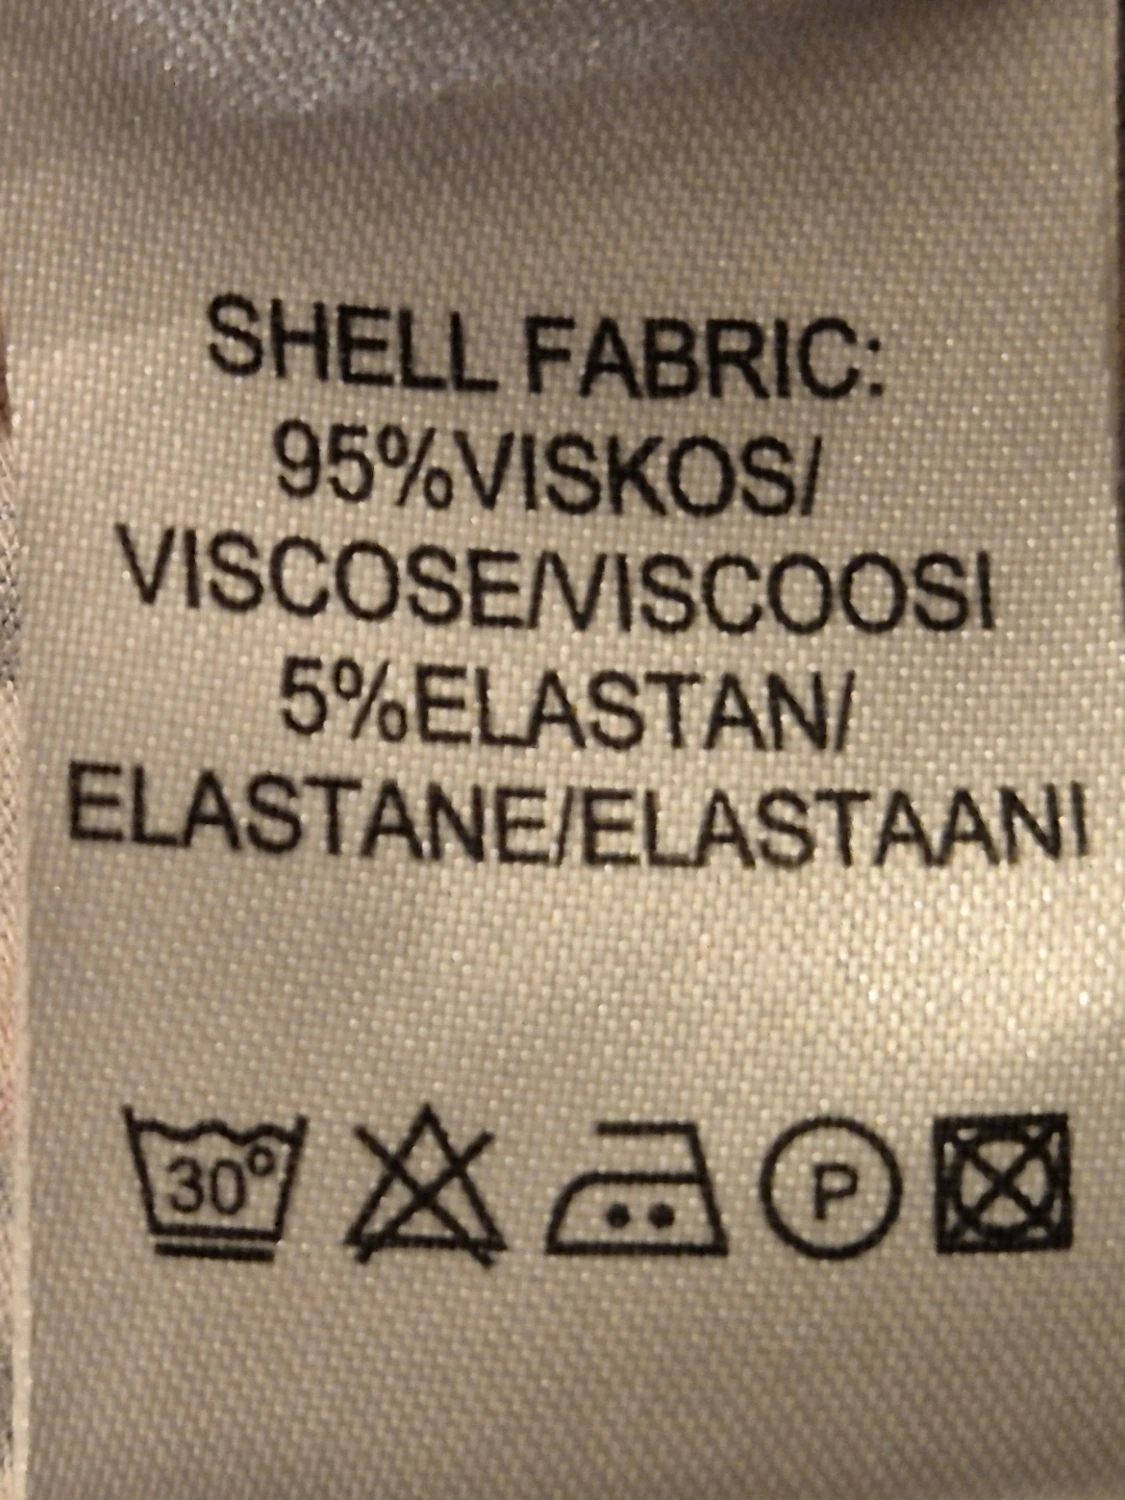 SHELL FABRIC:
95%VISKOS/
VISCOSE/VISCOOSI
5%ELASTAN/
ELASTANE/ELASTAANI
30° P